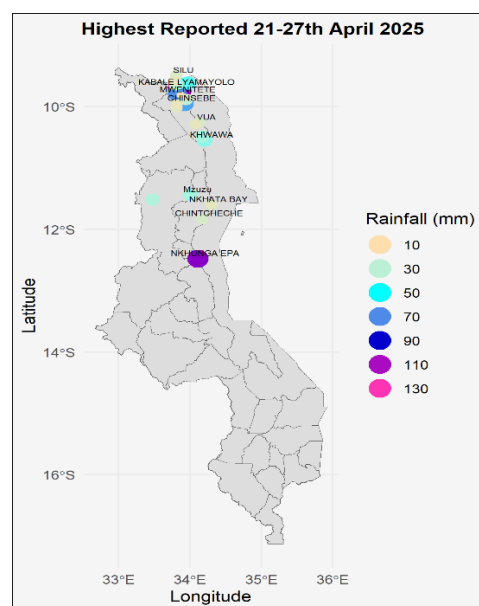 Highest Reported 21-27th April 2025
SILU
KABALE LYAMAYOLO
MWENITETE
CHINSEBE
VUA
KHWAWA
Mzuzu
NKHATA BAY
CHINTCHECHE
NKHUNGA EPA
10°S
12°S
14°S
16°S
Latitude
33°E 34°E 35°E 36°E
Longitude
Rainfall (mm)
10
30
50
70
90
110
130